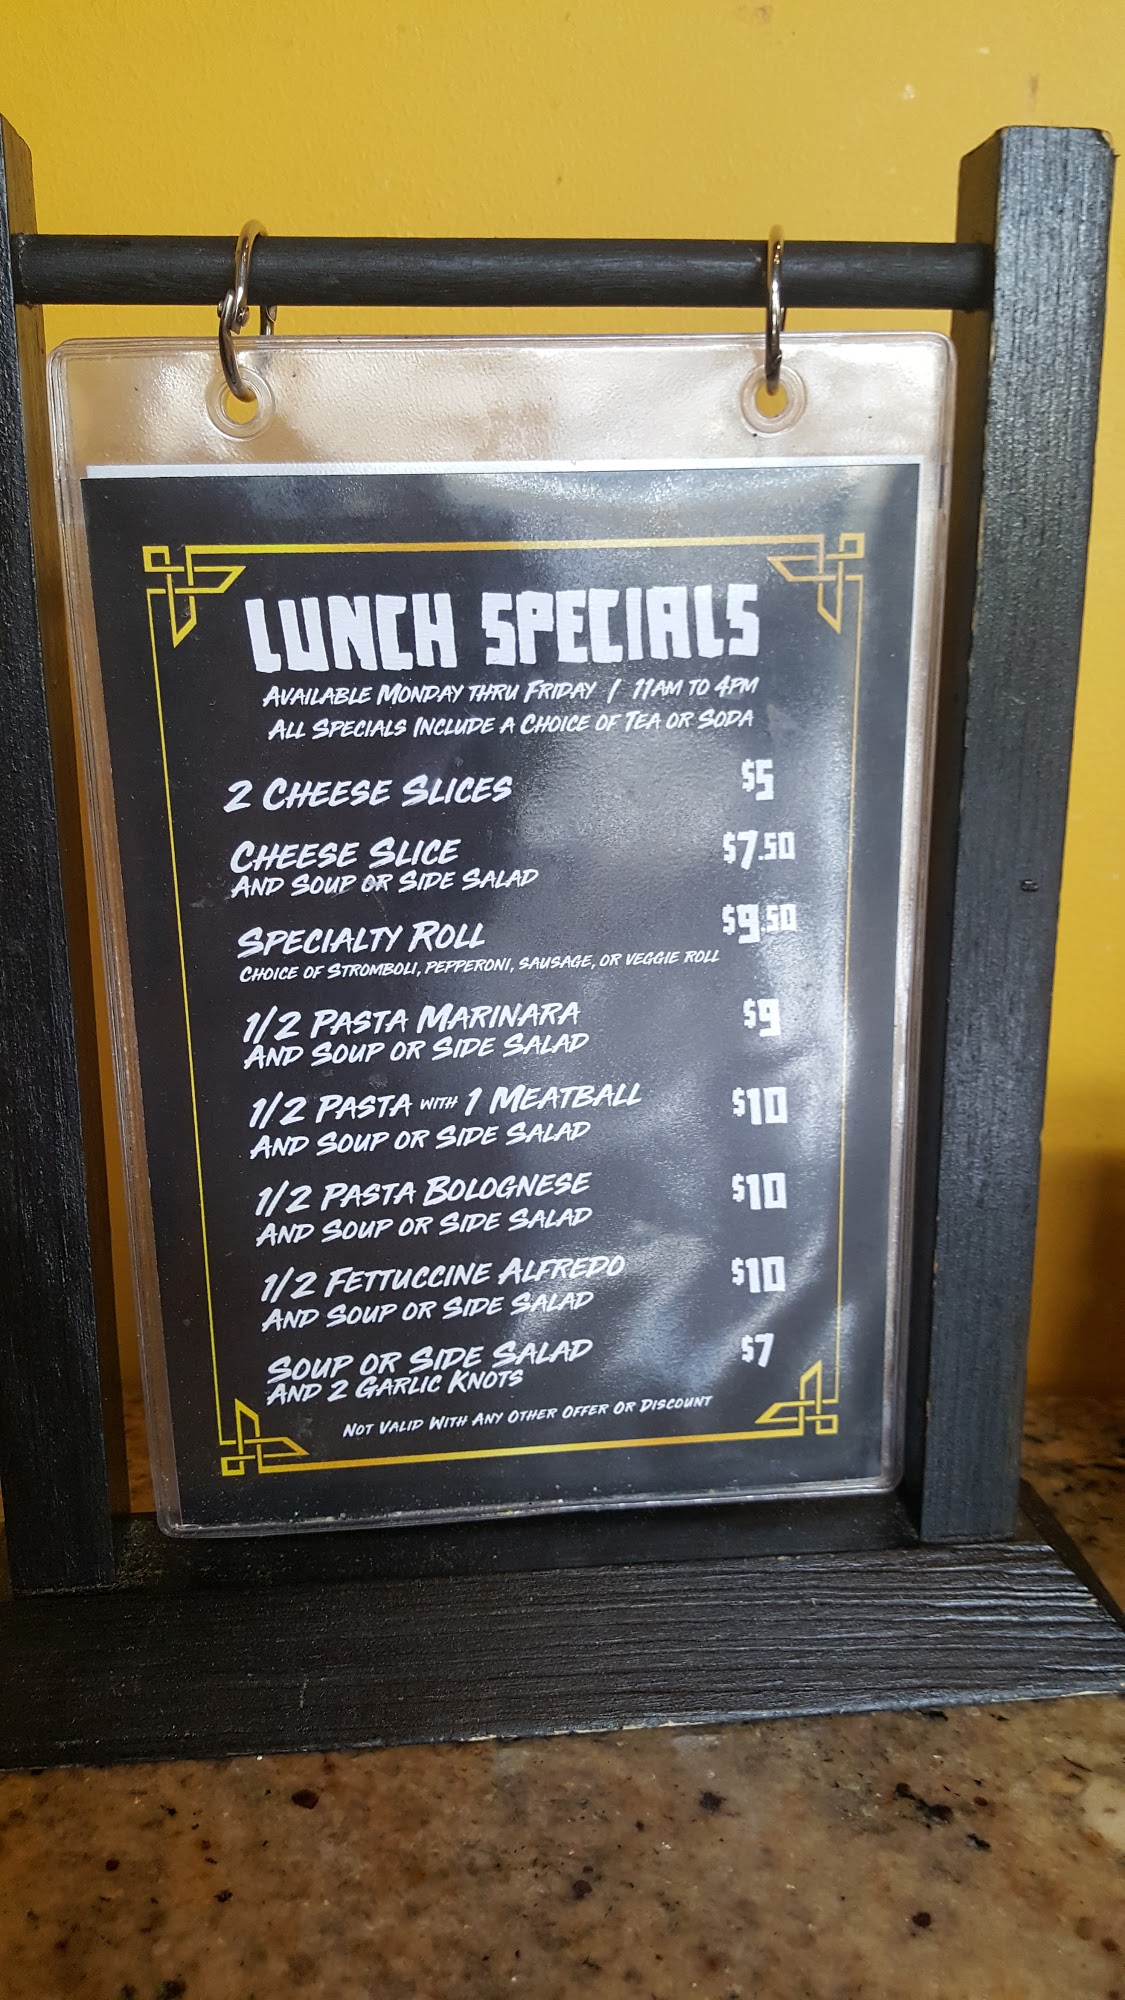 LUNCH SPECIALS
AVAILABLE MONDAY THRU FRIDAY / 11AM TO 4PM
ALL SPECIALS INCLUDE A CHOICE OF TEA OR SODA
2 CHEESE SLICES $5
CHEESE SLICE $7.50
AND SOUP OR SIDE SALAD
SPECIALTY ROLL $9.50
CHOICE OF STROMBOLI, PEPPERONI, SAUSAGE, OR VEGGIE ROLL
1/2 PASTA MARINARA $9
AND SOUP OR SIDE SALAD
1/2 PASTA WITH 1 MEATBALL $10
AND SOUP OR SIDE SALAD
1/2 PASTA BOLOGNESE $10
AND SOUP OR SIDE SALAD
1/2 FETTUCCINE ALFREDO $10
AND SOUP OR SIDE SALAD
SOUP OR SIDE SALAD $7
AND 2 GARLIC KNOTS
NOT VALID WITH ANY OTHER OFFER OR DISCOUNT